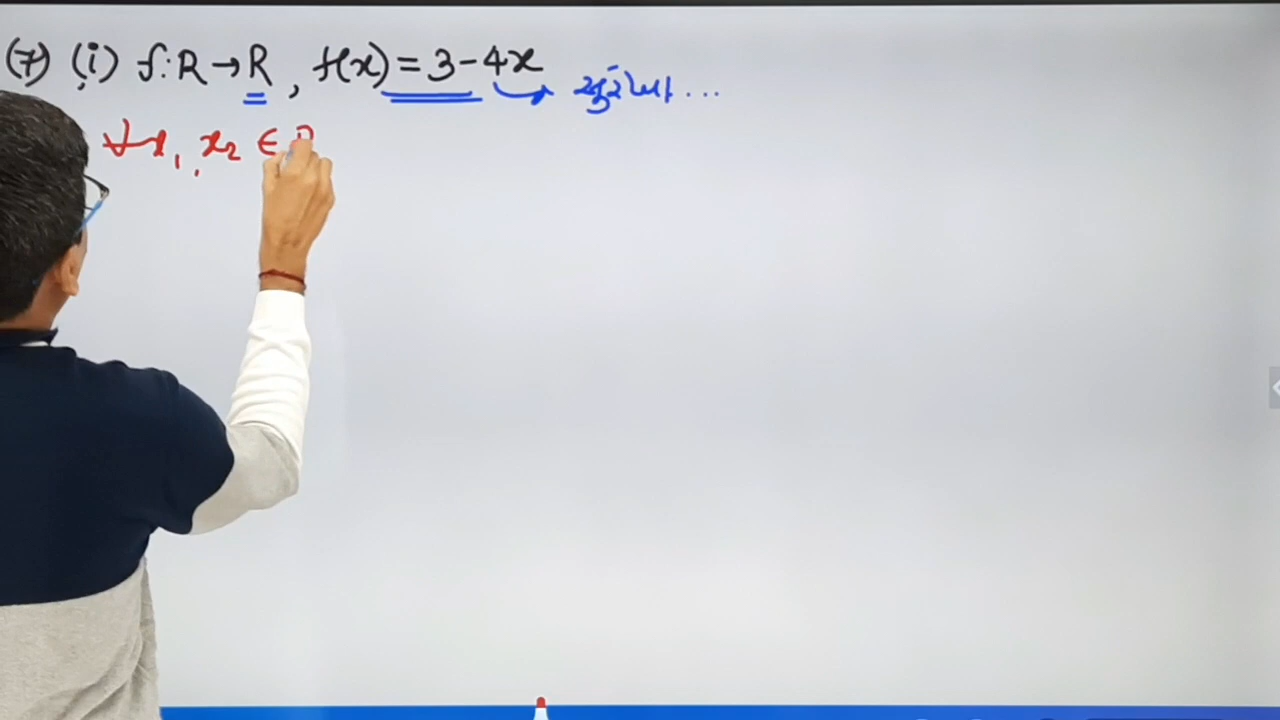 (7) (i) f: R → R , f(x) = 3 - 4x
∀ x₁, x₂ ∈